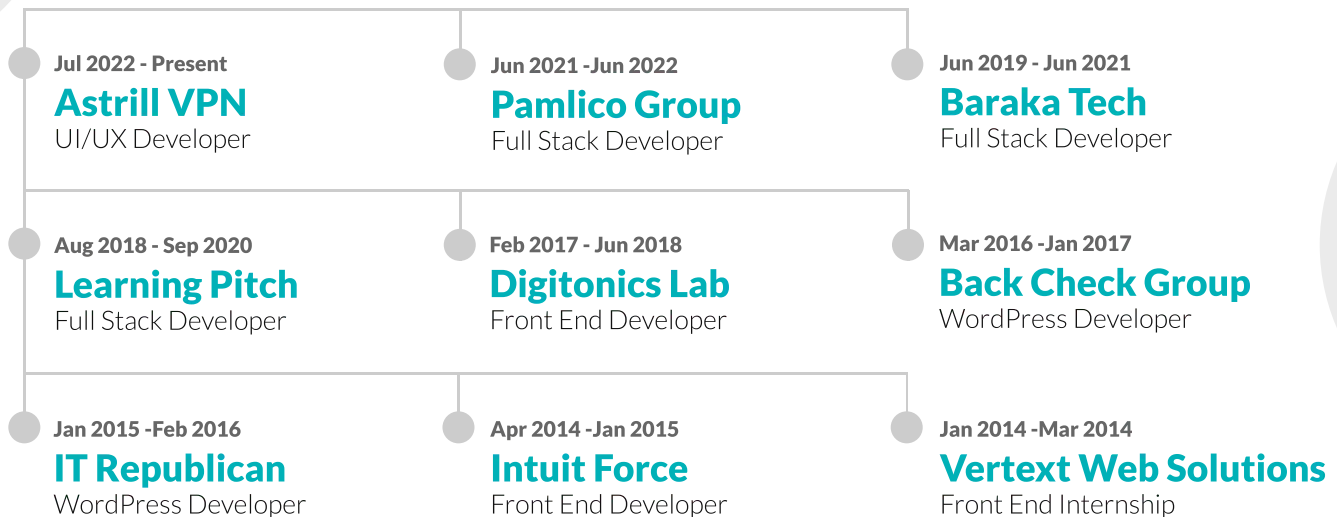 Jul 2022 - Present
Astrill VPN
UI/UX Developer
Jun 2021 -Jun 2022
Pamlico Group
Full Stack Developer
Jun 2019 - Jun 2021
Baraka Tech
Full Stack Developer
Aug 2018 - Sep 2020
Learning Pitch
Full Stack Developer
Feb 2017 - Jun 2018
Digitonics Lab
Front End Developer
Mar 2016 -Jan 2017
Back Check Group
WordPress Developer
Jan 2015 -Feb 2016
IT Republican
WordPress Developer
Apr 2014 -Jan 2015
Intuit Force
Front End Developer
Jan 2014 -Mar 2014
Vertext Web Solutions
Front End Internship